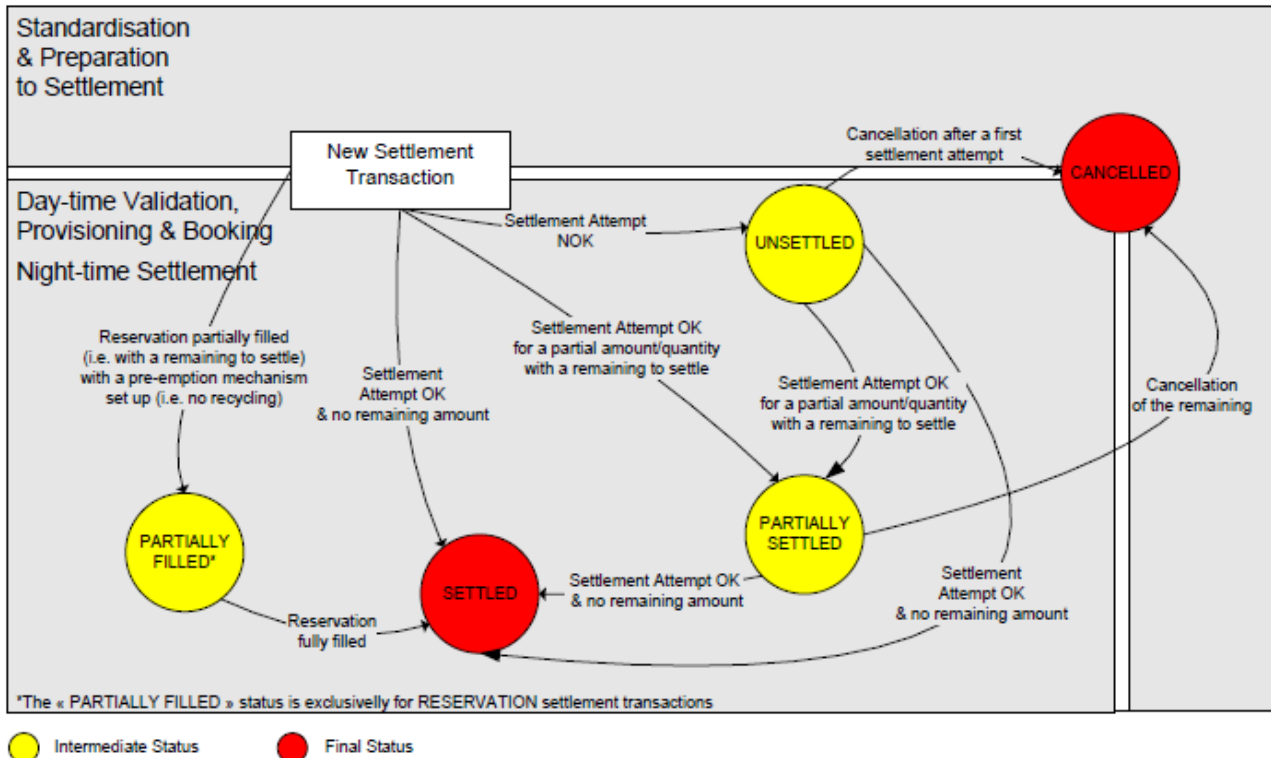 Standardisation
& Preparation
to Settlement
New Settlement
Transaction
Cancellation after a first
settlement attempt
CANCELLED
Day-time Validation,
Provisioning & Booking
Night-time Settlement
Settlement Attempt
NOK
UNSETTLED
Reservation partially filled
(i.e. with a remaining to settle)
with a pre-emption mechanism
set up (i.e. no recycling)
Settlement
Attempt OK
& no remaining amount
Settlement Attempt OK
for a partial amount/quantity
with a remaining to settle
Settlement Attempt OK
for a partial amount/quantity
with a remaining to settle
Cancellation
of the remaining
PARTIALLY
FILLED*
SETTLED
PARTIALLY
SETTLED
Settlement Attempt OK
& no remaining amount
Settlement
Attempt OK
& no remaining amount
Reservation
fully filled
*The « PARTIALLY FILLED » status is exclusivelly for RESERVATION settlement transactions
Intermediate Status
Final Status